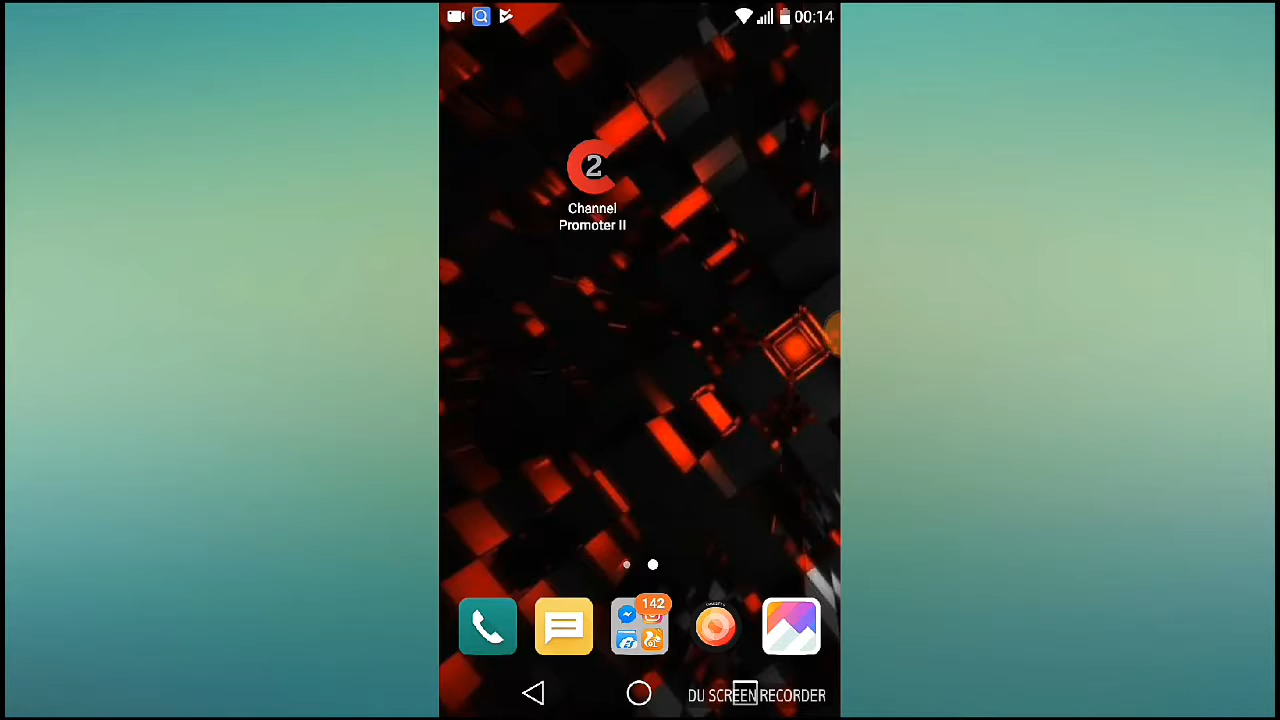 00:14
2
Channel
Promoter II
142
DU SCREEN RECORDER